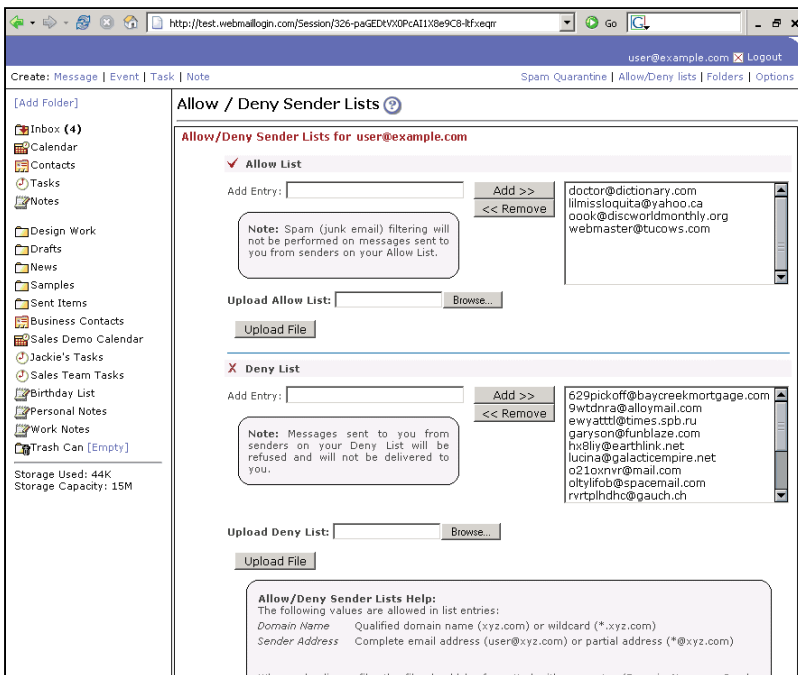 http://test.webmaillogin.com/Session/326-paGEDtVX0PcAI1X8e9C8-ltfxeqrr
Go
G
user@example.com Logout
Create: Message | Event | Task | Note
Spam Quarantine | Allow/Deny lists | Folders | Options
[Add Folder]
Inbox (4)
Calendar
Contacts
Tasks
Notes
Design Work
Drafts
News
Samples
Sent Items
Business Contacts
Sales Demo Calendar
Jackie's Tasks
Sales Team Tasks
Birthday List
Personal Notes
Work Notes
Trash Can [Empty]
Storage Used: 44K
Storage Capacity: 15M
Allow / Deny Sender Lists ?
Allow/Deny Sender Lists for user@example.com
Allow List
Add Entry:
Add >>
<< Remove
doctor@dictionary.com
lilmissloquita@yahoo.ca
oook@discworldmonthly.org
webmaster@tucows.com
Note: Spam (junk email) filtering will
not be performed on messages sent to
you from senders on your Allow List.
Upload Allow List: Browse...
Upload File
X Deny List
Add Entry:
Add >>
<< Remove
629pickoff@baycreekmortgage.com
9wtdnra@alloymail.com
ewyatttl@times.spb.ru
garyson@funblaze.com
hx8liy@earthlink.net
lucina@galacticempire.net
o21oxnvr@mail.com
oltylifob@spacemail.com
rvrtplhdhc@gauch.ch
Note: Messages sent to you from
senders on your Deny List will be
refused and will not be delivered to
you.
Upload Deny List: Browse...
Upload File
Allow/Deny Sender Lists Help:
The following values are allowed in list entries:
Domain Name Qualified domain name (xyz.com) or wildcard (*.xyz.com)
Sender Address Complete email address (user@xyz.com) or partial address (*@xyz.com)